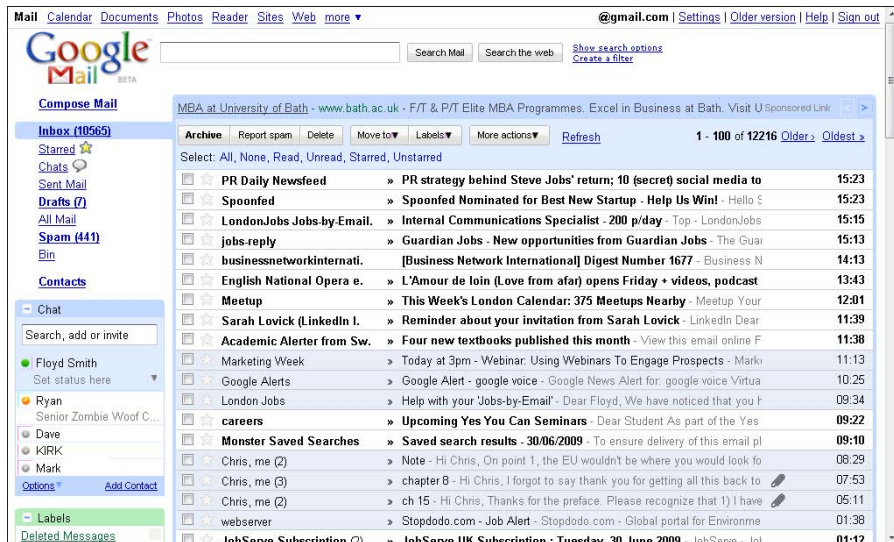 Mail Calendar Documents Photos Reader Sites Web more ▼ @gmail.com | Settings | Older version | Help | Sign out
Google Mail BETA
Search Mail Search the web Show search options
Create a filter
Compose Mail
Inbox (10565)
Starred
Chats
Sent Mail
Drafts (7)
All Mail
Spam (441)
Bin
Contacts
− Chat
Search, add or invite
Floyd Smith
Set status here ▼
Ryan
Senior Zombie Woof C...
Dave
KIRK
Mark
Options ▼ Add Contact
− Labels
Deleted Messages
MBA at University of Bath - www.bath.ac.uk - F/T & P/T Elite MBA Programmes. Excel in Business at Bath. Visit U Sponsored Link < >
Archive Report spam Delete Move to▼ Labels▼ More actions▼ Refresh 1 - 100 of 12216 Older › Oldest »
Select: All, None, Read, Unread, Starred, Unstarred
PR Daily Newsfeed » PR strategy behind Steve Jobs' return; 10 (secret) social media to 15:23
Spoonfed » Spoonfed Nominated for Best New Startup - Help Us Win! - Hello 15:23
LondonJobs Jobs-by-Email. » Internal Communications Specialist - 200 p/day - Top - LondonJobs 15:15
jobs-reply » Guardian Jobs - New opportunities from Guardian Jobs - The Guar 15:13
businessnetworkinternati. [Business Network International] Digest Number 1677 - Business N 14:13
English National Opera e. » L'Amour de loin (Love from afar) opens Friday + videos, podcast 13:43
Meetup » This Week's London Calendar: 375 Meetups Nearby - Meetup Your 12:01
Sarah Lovick (LinkedIn I. » Reminder about your invitation from Sarah Lovick - LinkedIn Dear 11:39
Academic Alerter from Sw. » Four new textbooks published this month - View this email online F 11:38
Marketing Week » Today at 3pm - Webinar: Using Webinars To Engage Prospects - Mark 11:13
Google Alerts » Google Alert - google voice - Google News Alert for: google voice Virtua 10:25
London Jobs » Help with your 'Jobs-by-Email' - Dear Floyd, We have noticed that you h 09:34
careers » Upcoming Yes You Can Seminars - Dear Student As part of the Yes 09:22
Monster Saved Searches » Saved search results - 30/06/2009 - To ensure delivery of this email pl 09:10
Chris, me (2) » Note - Hi Chris, On point 1, the EU wouldn't be where you would look fo 08:29
Chris, me (3) » chapter 8 - Hi Chris, I forgot to say thank you for getting all this back to 07:53
Chris, me (2) » ch 15 - Hi Chris, Thanks for the preface. Please recognize that 1) I have 05:11
webserver » Stopdodo.com - Job Alert - Stopdodo.com - Global portal for Environme 01:38
JobServe Subscription (2) » JobServe UK Subscription : Tuesday, 30 June 2009 - JobServe - Jo 01:12